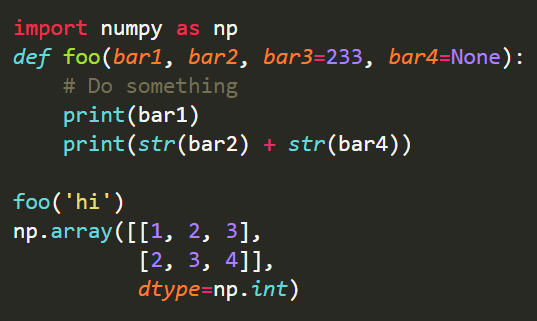 import numpy as np
def foo(bar1, bar2, bar3=233, bar4=None):
    # Do something
    print(bar1)
    print(str(bar2) + str(bar4))

foo('hi')
np.array([[1, 2, 3],
          [2, 3, 4]],
          dtype=np.int)